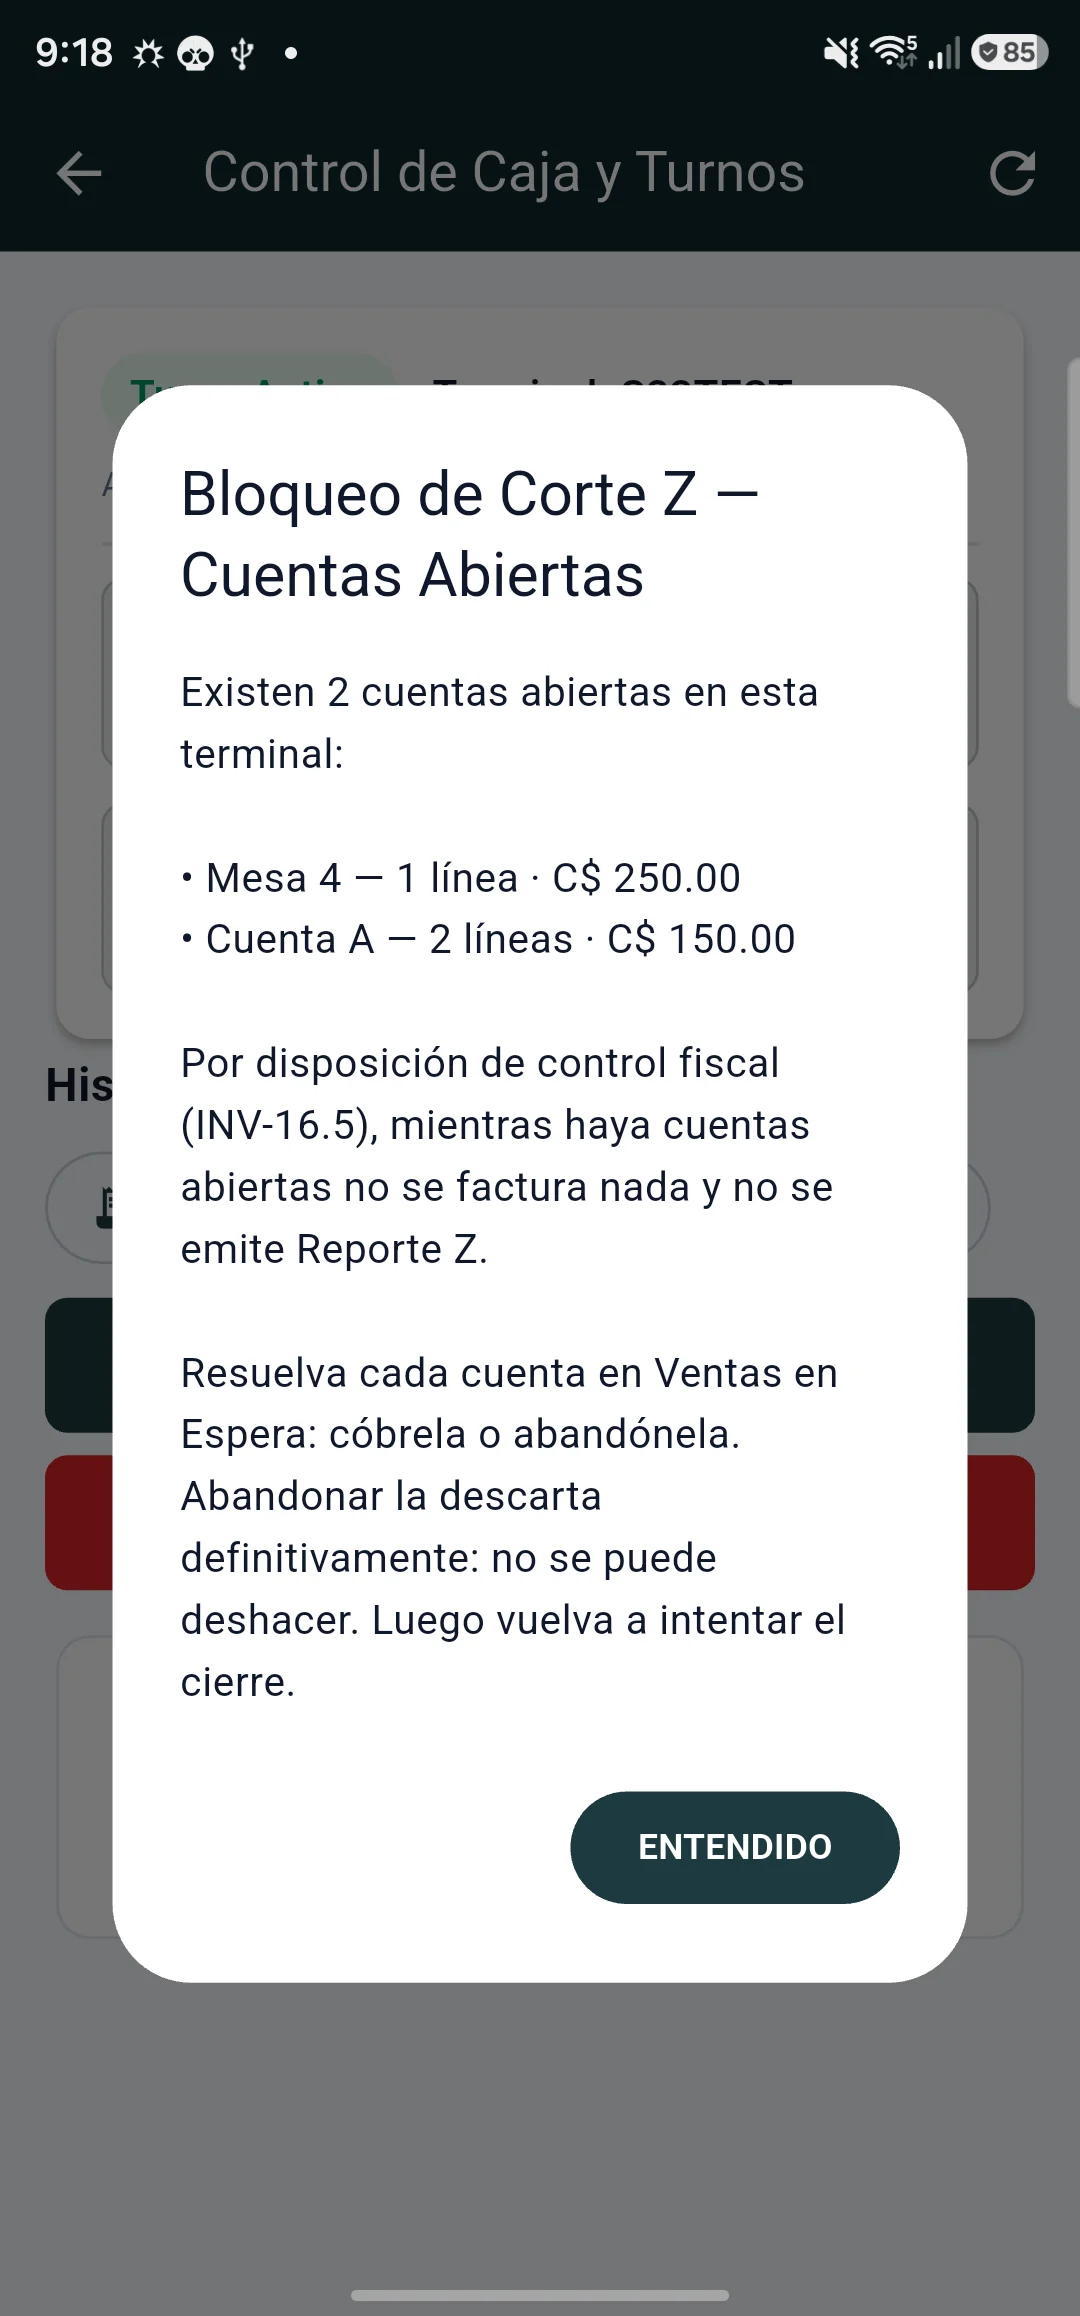 9:18
5
85
Control de Caja y Turnos
Bloqueo de Corte Z —
Cuentas Abiertas
Existen 2 cuentas abiertas en esta
terminal:
• Mesa 4 — 1 línea · C$ 250.00
• Cuenta A — 2 líneas · C$ 150.00
Por disposición de control fiscal
(INV-16.5), mientras haya cuentas
abiertas no se factura nada y no se
emite Reporte Z.
Resuelva cada cuenta en Ventas en
Espera: cóbrela o abandónela.
Abandonar la descarta
definitivamente: no se puede
deshacer. Luego vuelva a intentar el
cierre.
ENTENDIDO